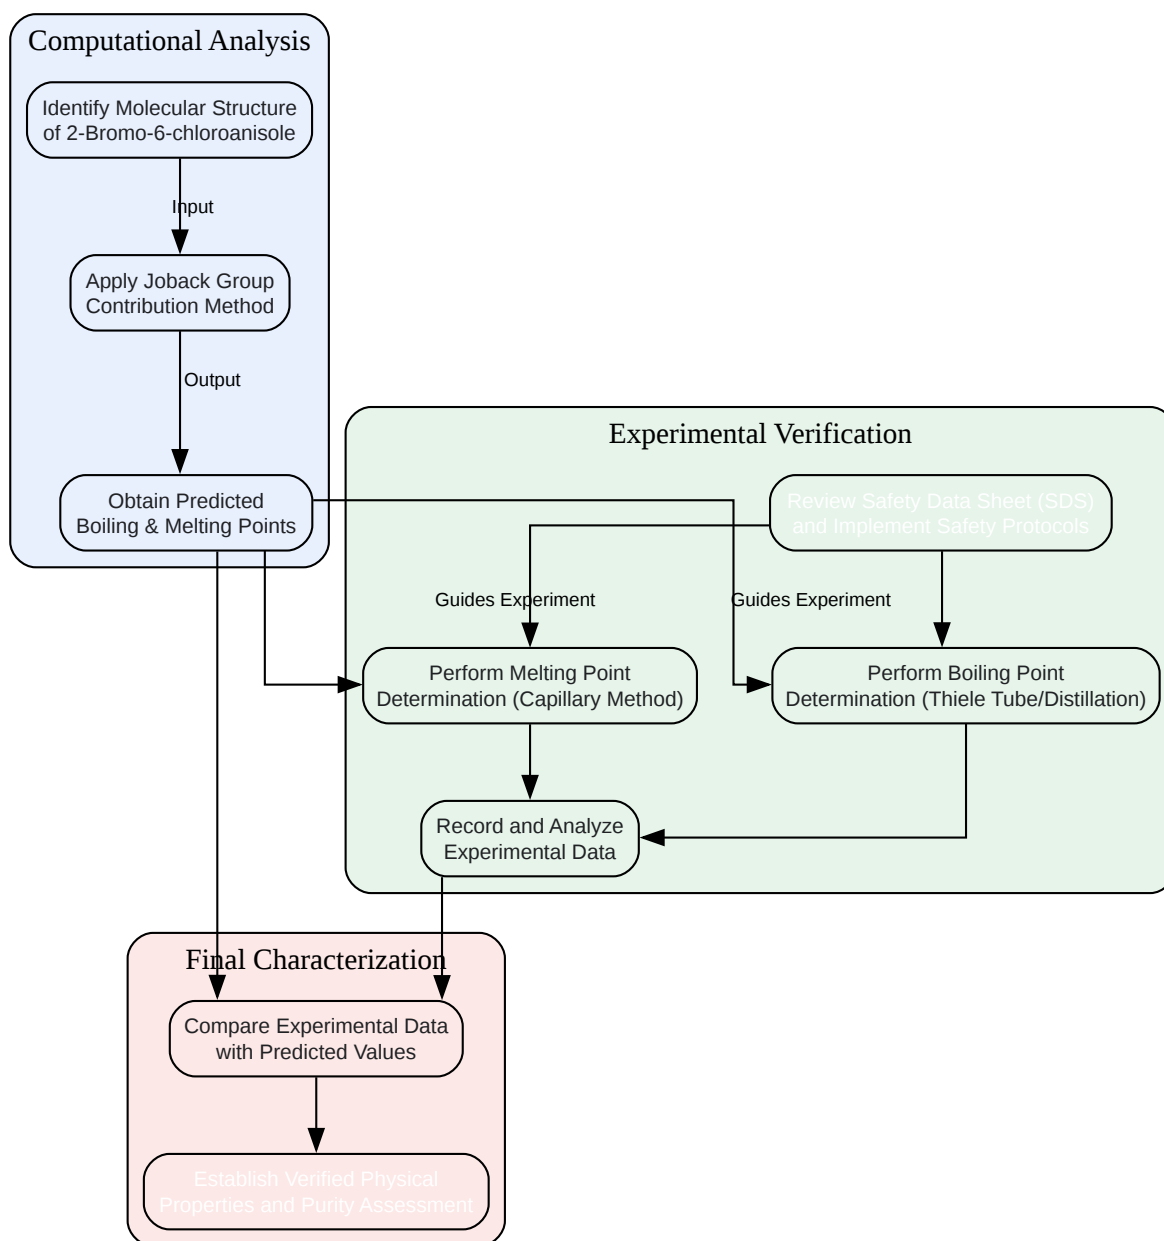 Computational Analysis
Identify Molecular Structure
of 2-Bromo-6-chloroanisole
Input
Apply Joback Group
Contribution Method
Output
Obtain Predicted
Boiling & Melting Points
Experimental Verification
Review Safety Data Sheet (SDS)
and Implement Safety Protocols
Guides Experiment
Guides Experiment
Perform Melting Point
Determination (Capillary Method)
Perform Boiling Point
Determination (Thiele Tube/Distillation)
Record and Analyze
Experimental Data
Final Characterization
Compare Experimental Data
with Predicted Values
Establish Verified Physical
Properties and Purity Assessment